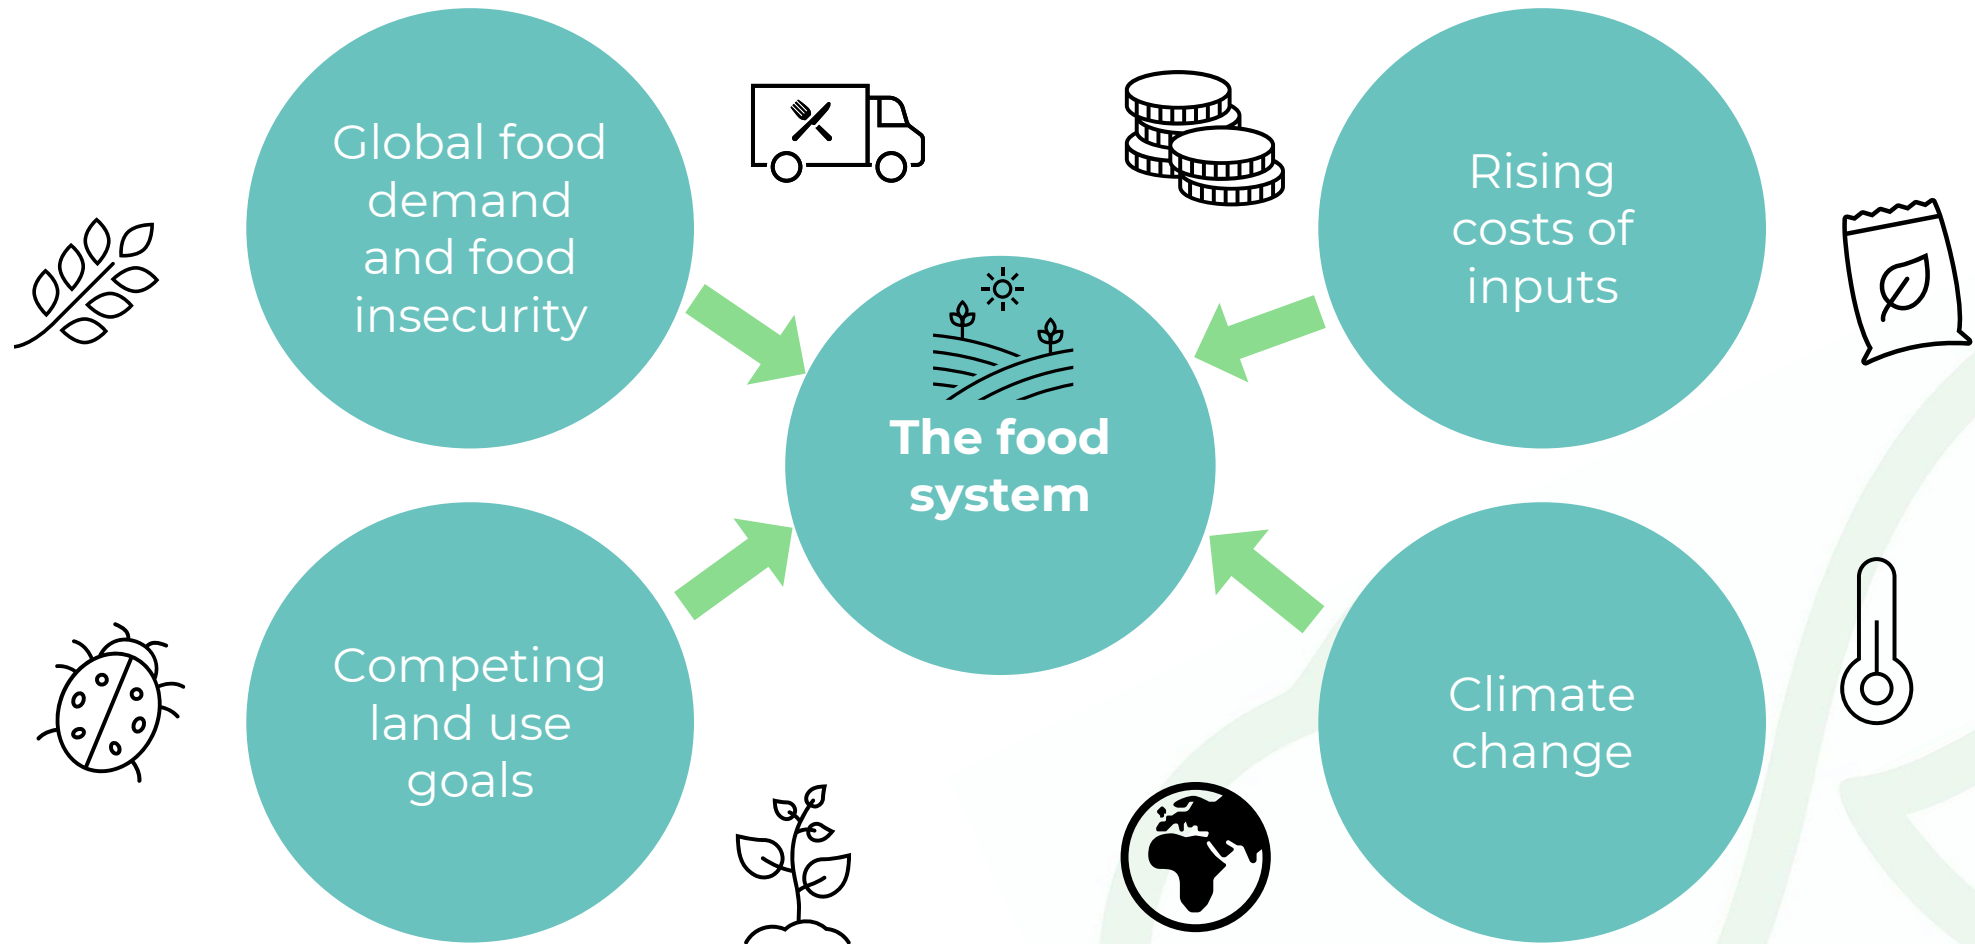 Global food
demand
and food
insecurity
Rising
costs of
inputs
The food
system
Competing
land use
goals
Climate
change